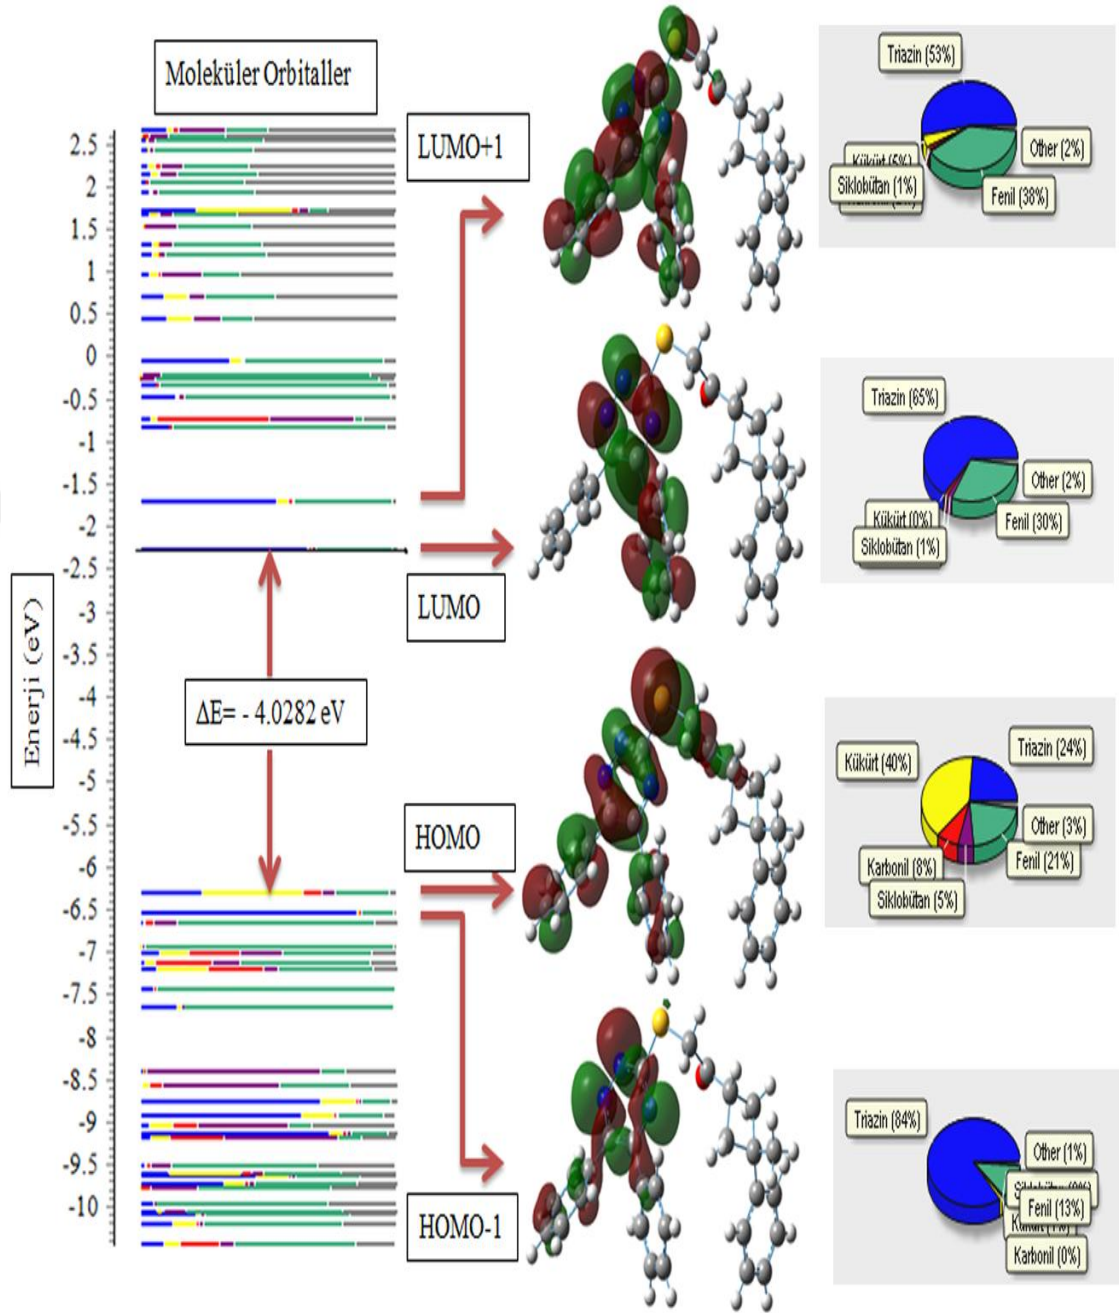 Moleküler Orbitaller
Enerji (eV)
2.5
2
1.5
1
0.5
0
-0.5
-1
-1.5
-2
-2.5
-3
-3.5
-4
-4.5
-5
-5.5
-6
-6.5
-7
-7.5
-8
-8.5
-9
-9.5
-10
ΔE= - 4.0282 eV
LUMO+1
Triazin (53%)
Kükürt (5%)
Siklobütan (1%)
Other (2%)
Fenil (38%)
LUMO
Triazin (65%)
Kükürt (0%)
Siklobütan (1%)
Other (2%)
Fenil (30%)
HOMO
Kükürt (40%)
Triazin (24%)
Other (3%)
Karbonil (8%)
Fenil (21%)
Siklobütan (5%)
HOMO-1
Triazin (84%)
Other (1%)
Fenil (13%)
Karbonil (0%)